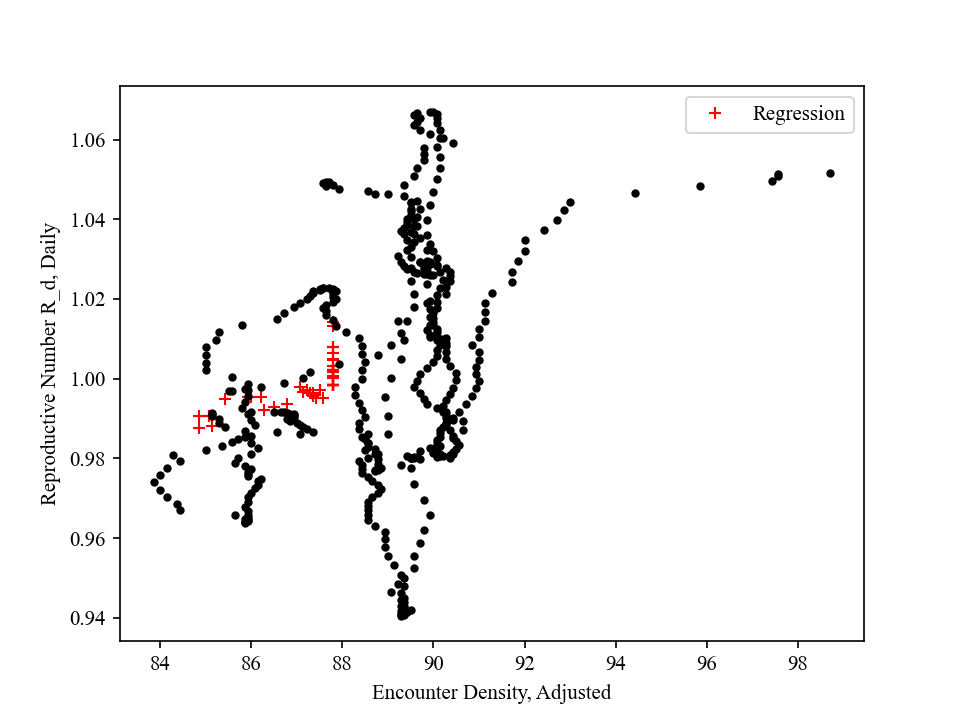 Regression
1.06
1.04
1.02
1.00
0.98
0.96
0.94
Reproductive Number R_d, Daily
84 86 88 90 92 94 96 98
Encounter Density, Adjusted